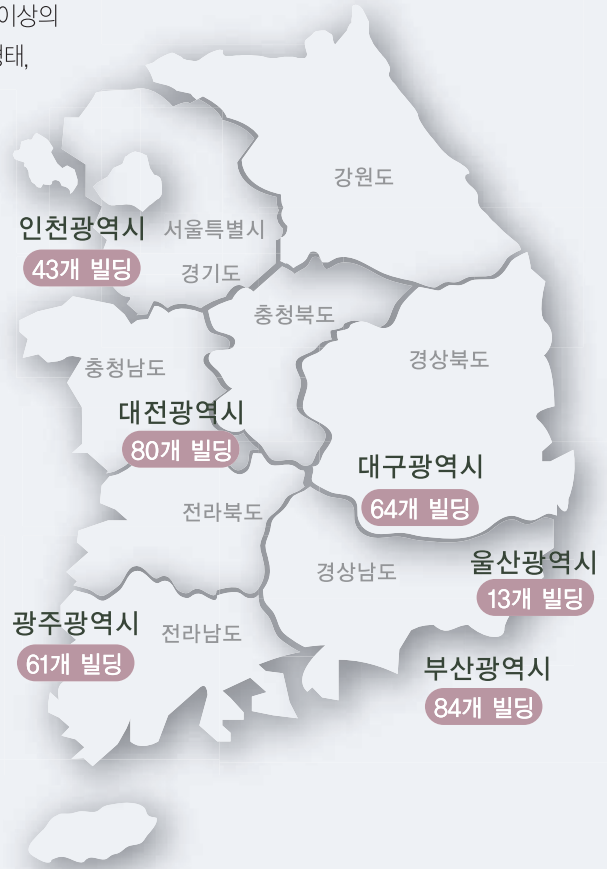 이상의
형태,
강원도
인천광역시
43개 빌딩
서울특별시
경기도
충청북도
충청남도
경상북도
대전광역시
80개 빌딩
대구광역시
64개 빌딩
전라북도
경상남도
울산광역시
13개 빌딩
광주광역시
61개 빌딩
전라남도
부산광역시
84개 빌딩